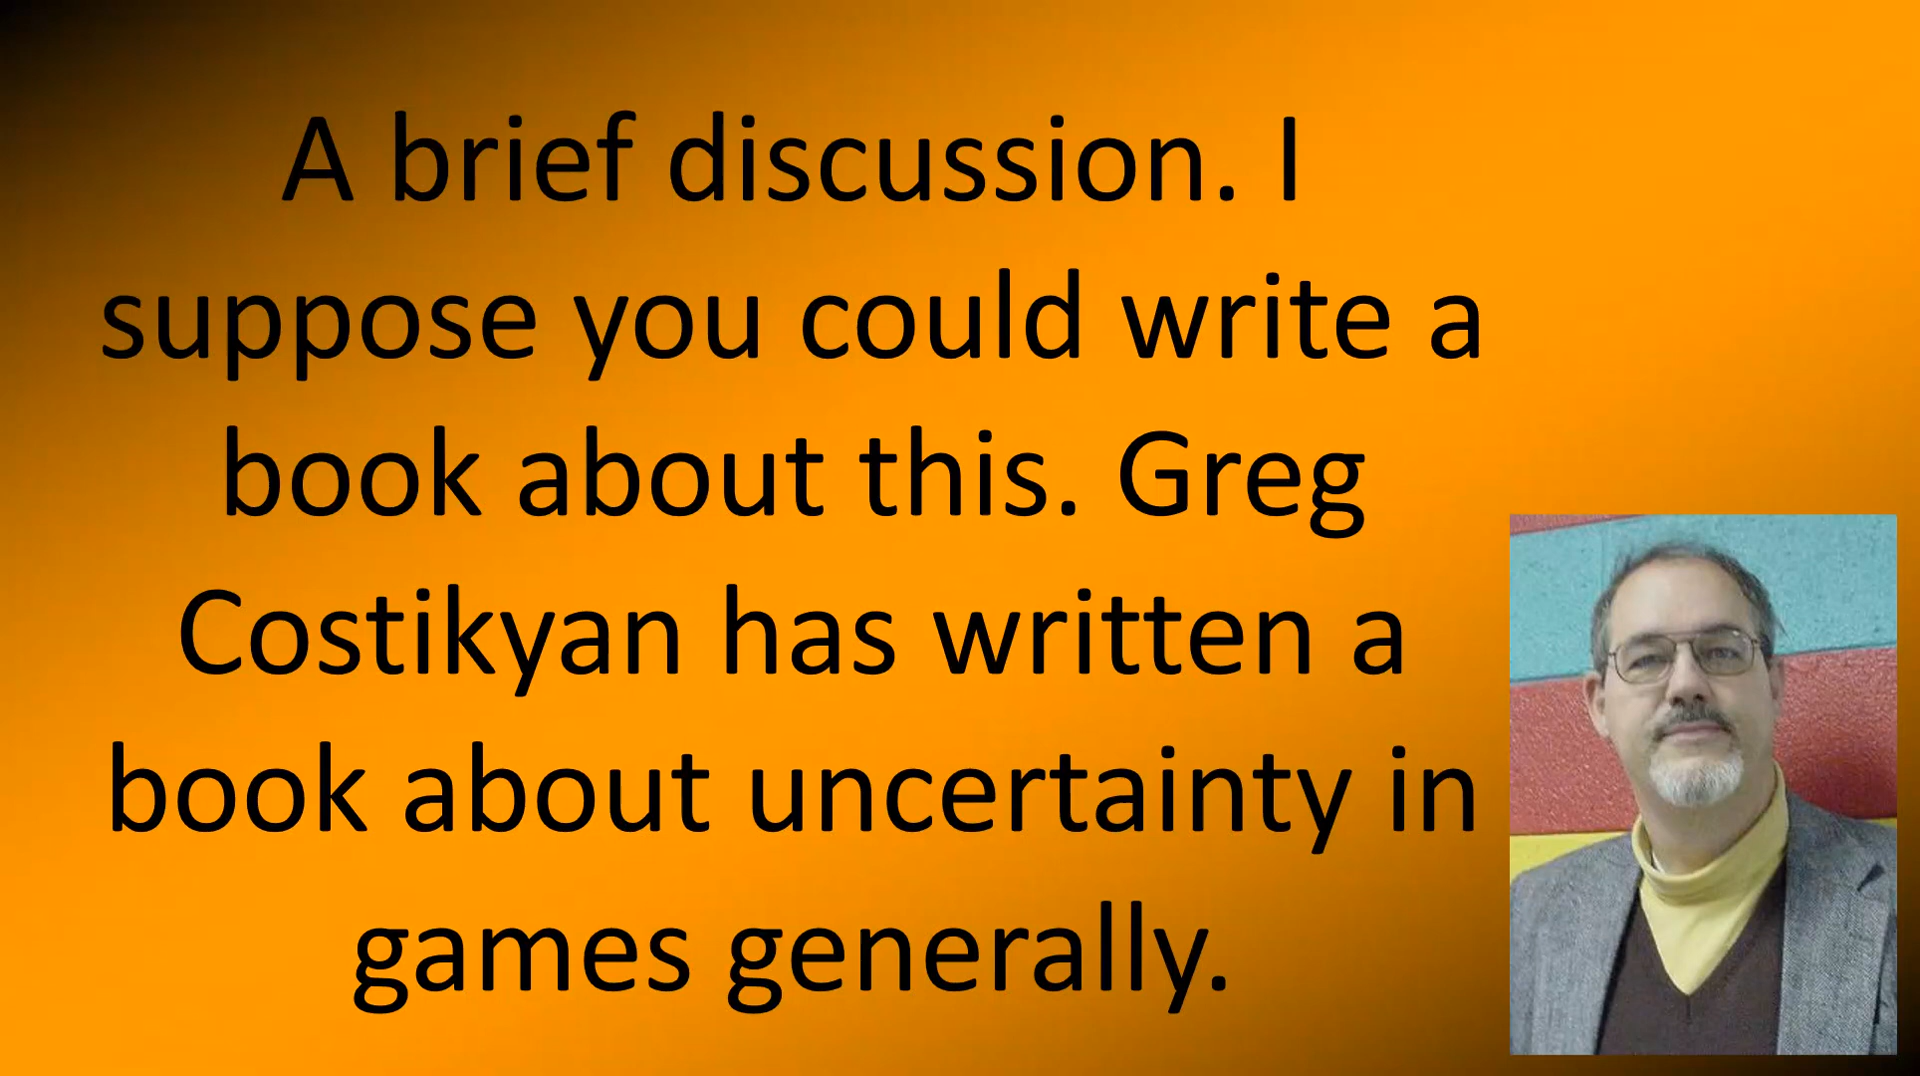 A brief discussion. I
suppose you could write a
book about this. Greg
Costikyan has written a
book about uncertainty in
games generally.